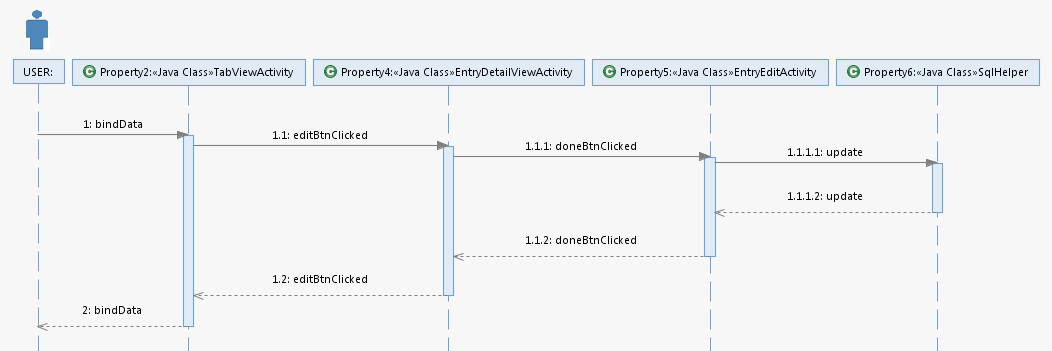 USER:
C Property2:«Java Class»TabViewActivity
C Property4:«Java Class»EntryDetailViewActivity
C Property5:«Java Class»EntryEditActivity
C Property6:«Java Class»SqlHelper
1: bindData
1.1: editBtnClicked
1.1.1: doneBtnClicked
1.1.1.1: update
1.1.1.2: update
1.1.2: doneBtnClicked
1.2: editBtnClicked
2: bindData